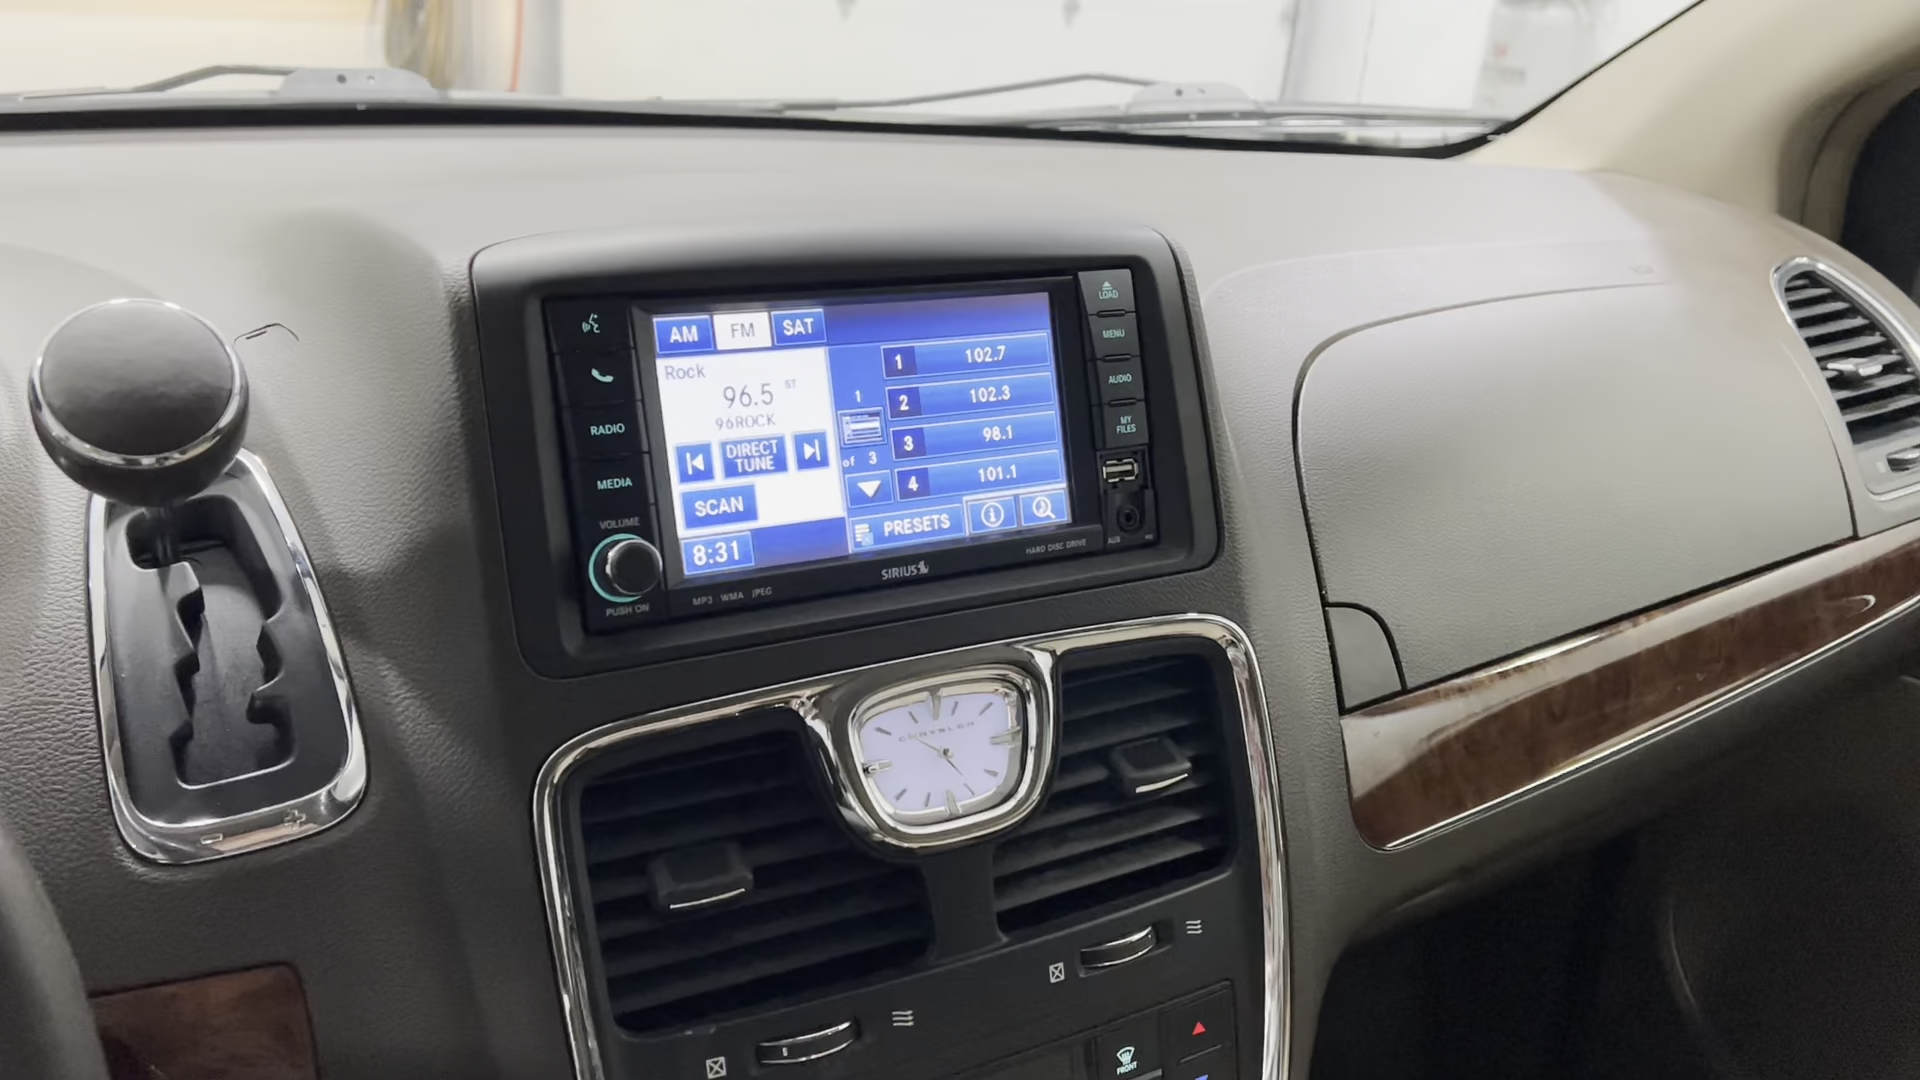 AM FM SAT
Rock
96.5 ST
96ROCK
DIRECT
TUNE
SCAN
8:31
1
of 3
1 102.7
2 102.3
3 98.1
4 101.1
PRESETS
RADIO
MEDIA
VOLUME
PUSH ON
LOAD
MENU
AUDIO
MY
FILES
AUX
MP3 WMA JPEG
SIRIUS
HARD DISC DRIVE
CHRYSLER
- +
FRONT